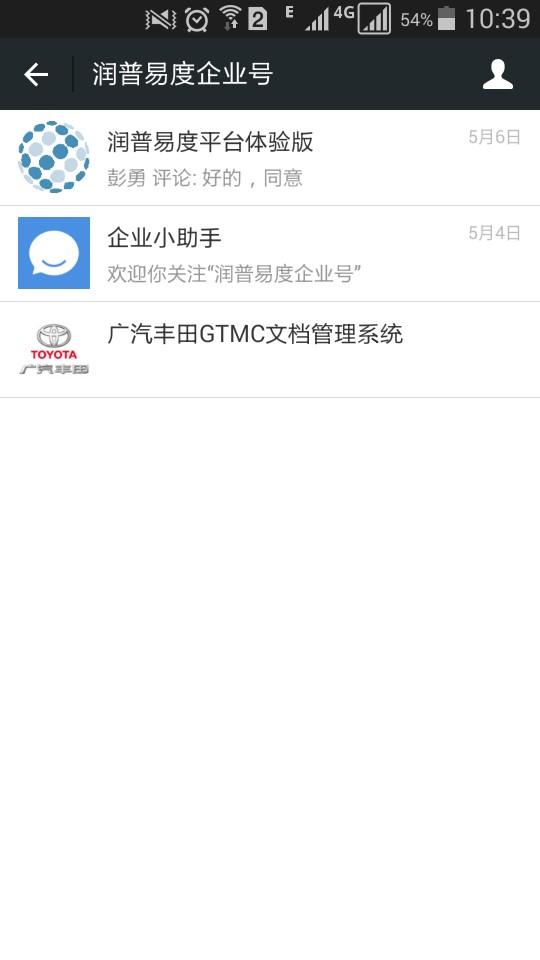 E 4G 2 54% 10:39
润普易度企业号
润普易度平台体验版 5月6日
彭勇 评论: 好的，同意
企业小助手 5月4日
欢迎你关注“润普易度企业号”
广汽丰田GTMC文档管理系统
TOYOTA
广汽丰田